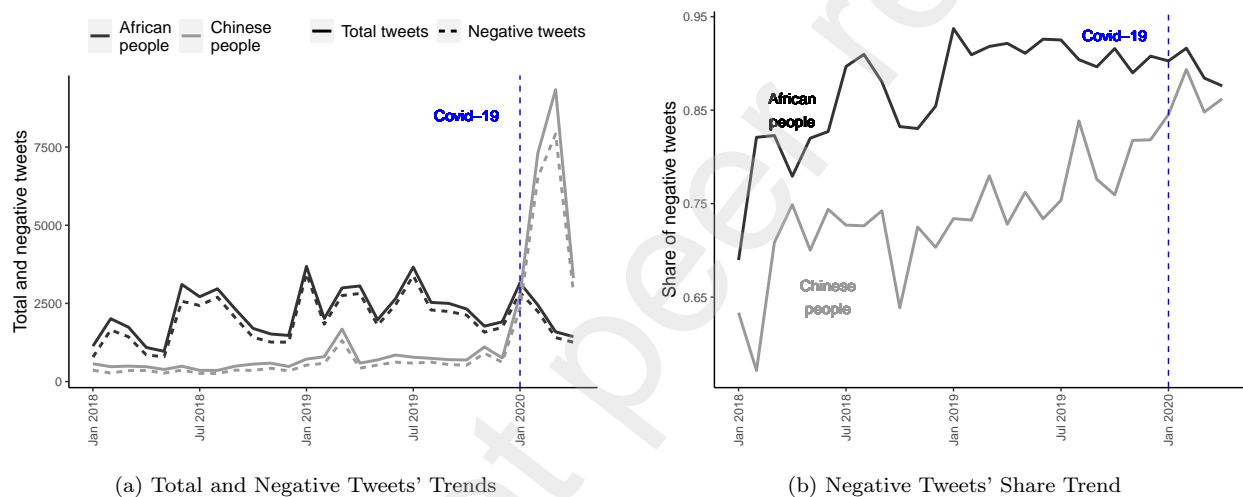 African people
Chinese people
Total tweets
Negative tweets
Total and negative tweets
7500
5000
2500
0
Covid–19
Jan 2018
Jul 2018
Jan 2019
Jul 2019
Jan 2020
(a) Total and Negative Tweets' Trends
Share of negative tweets
0.95
0.85
0.75
0.65
Covid–19
African
people
Chinese
people
Jan 2018
Jul 2018
Jan 2019
Jul 2019
Jan 2020
(b) Negative Tweets' Share Trend